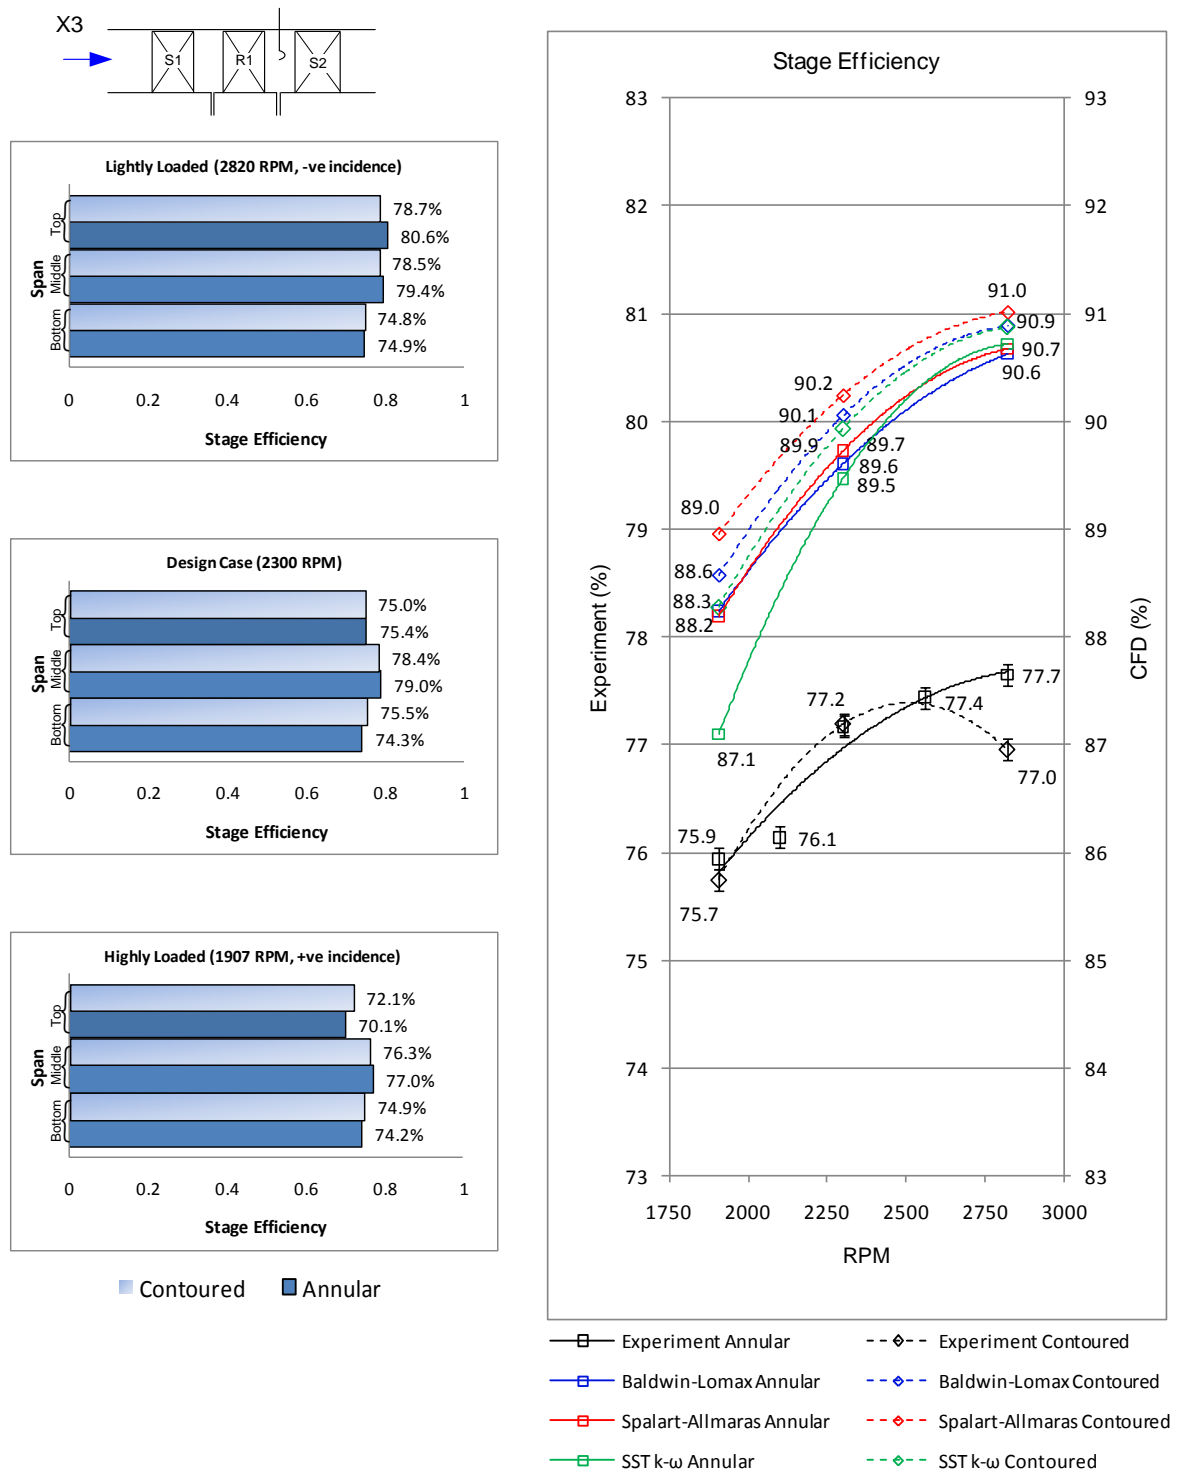 X3
S1
R1
S2
Lightly Loaded (2820 RPM, -ve incidence)
Span
Top
Middle
Bottom
78.7%
80.6%
78.5%
79.4%
74.8%
74.9%
0 0.2 0.4 0.6 0.8 1
Stage Efficiency
Design Case (2300 RPM)
Span
Top
Middle
Bottom
75.0%
75.4%
78.4%
79.0%
75.5%
74.3%
0 0.2 0.4 0.6 0.8 1
Stage Efficiency
Highly Loaded (1907 RPM, +ve incidence)
Span
Top
Middle
Bottom
72.1%
70.1%
76.3%
77.0%
74.9%
74.2%
0 0.2 0.4 0.6 0.8 1
Stage Efficiency
Contoured Annular
Stage Efficiency
83 93
82 92
81 91
80 90
79 89
78 88
77 87
76 86
75 85
74 84
73 83
Experiment (%)
CFD (%)
91.0
90.9
90.7
90.6
90.2
90.1
89.9
89.7
89.6
89.5
89.0
88.6
88.3
88.2
87.1
77.7
77.2
77.4
77.0
76.1
75.9
75.7
1750 2000 2250 2500 2750 3000
RPM
Experiment Annular Experiment Contoured
Baldwin-Lomax Annular Baldwin-Lomax Contoured
Spalart-Allmaras Annular Spalart-Allmaras Contoured
SST k-ω Annular SST k-ω Contoured